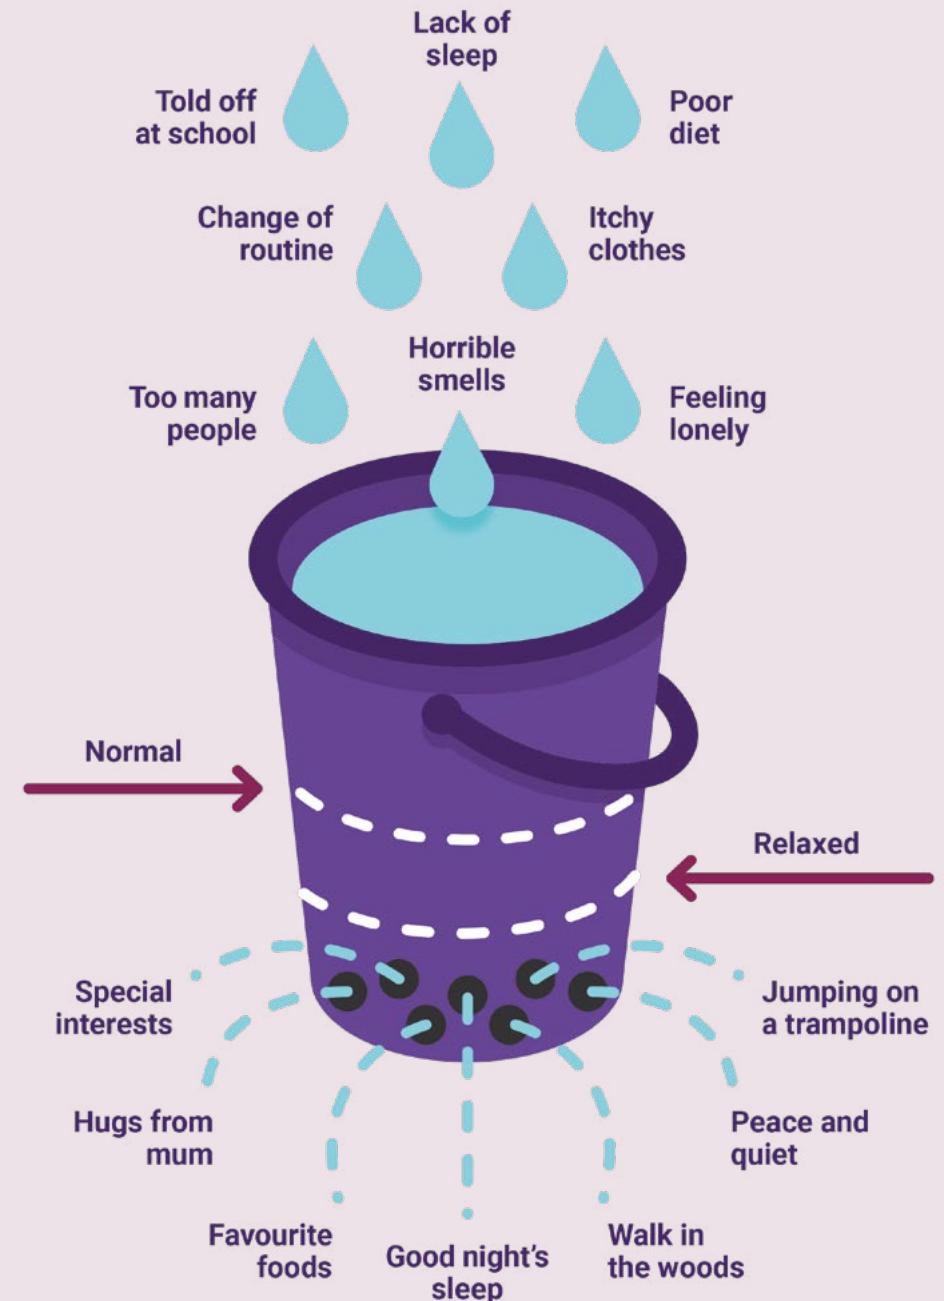 Lack of
sleep
Told off
at school
Poor
diet
Change of
routine
Itchy
clothes
Horrible
smells
Too many
people
Feeling
lonely
Normal
Relaxed
Special
interests
Jumping on
a trampoline
Hugs from
mum
Peace and
quiet
Favourite
foods
Good night's
sleep
Walk in
the woods